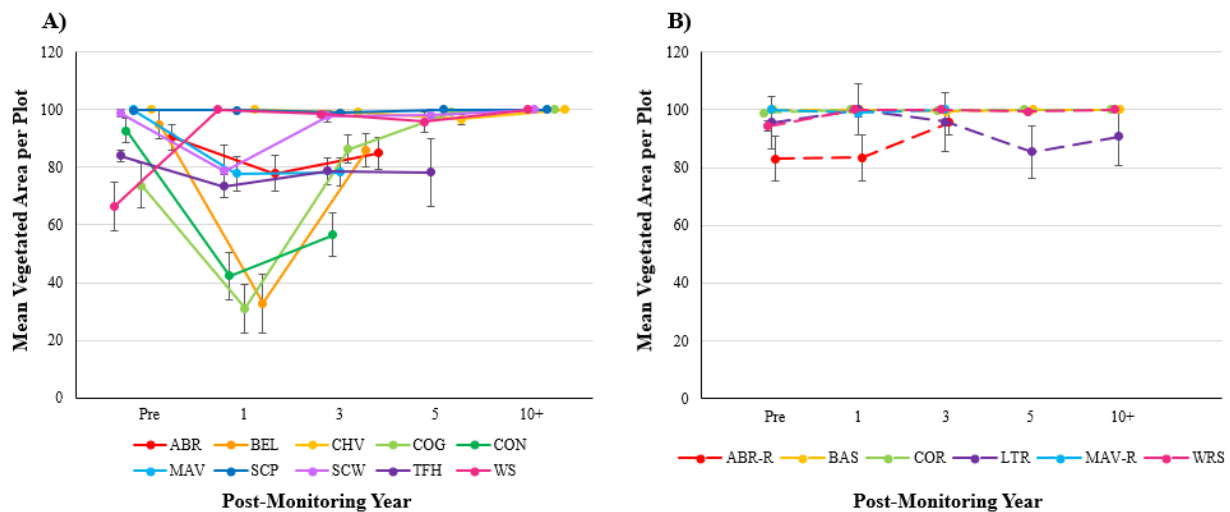 A)
120
100
80
60
40
20
0
Mean Vegetated Area per Plot
Pre 1 3 5 10+
ABR BEL CHV COG CON
MAV SCP SCW TFH WS
Post-Monitoring Year
B)
120
100
80
60
40
20
0
Mean Vegetated Area per Plot
Pre 1 3 5 10+
ABR-R BAS COR LTR MAV-R WRS
Post-Monitoring Year